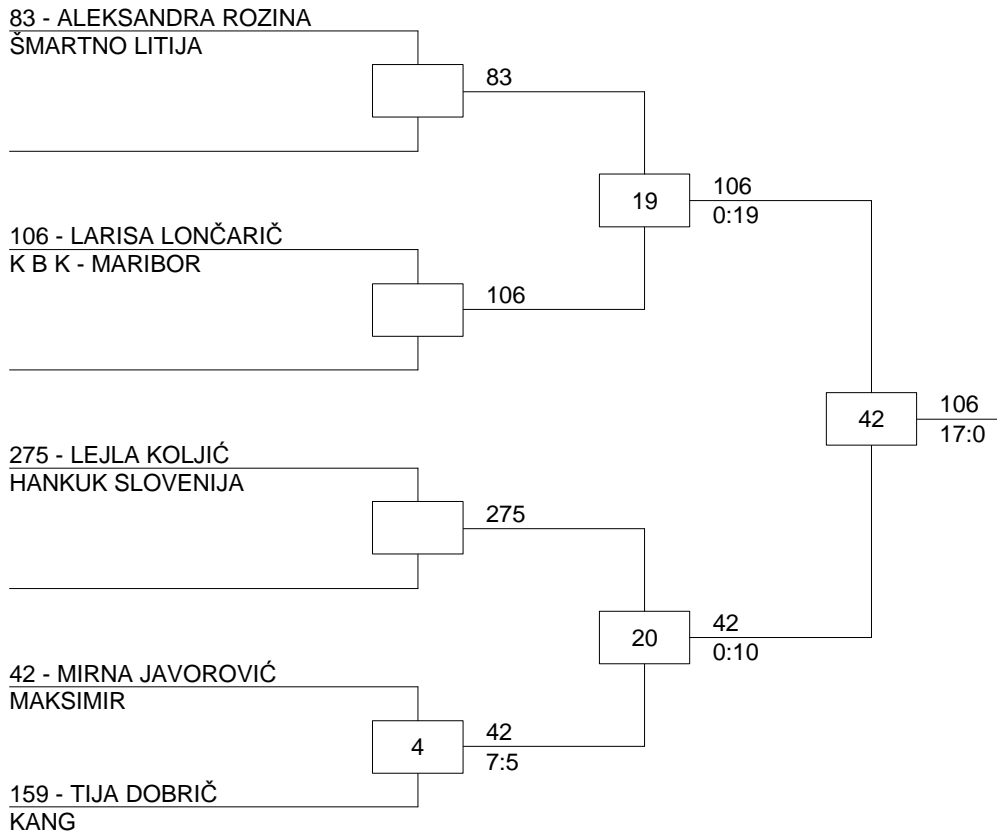 83 - ALEKSANDRA ROZINA
ŠMARTNO LITIJA
83
19
106
0:19
106 - LARISA LONČARIČ
K B K - MARIBOR
106
42
106
17:0
275 - LEJLA KOLJIĆ
HANKUK SLOVENIJA
275
20
42
0:10
42 - MIRNA JAVOROVIĆ
MAKSIMIR
4
42
7:5
159 - TIJA DOBRIČ
KANG